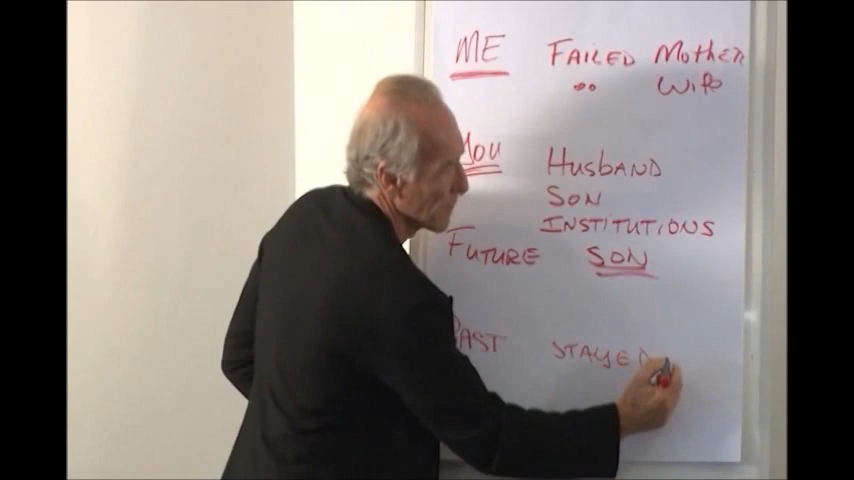 ME FAILED MotHER
" WifE
You HUSBAND
SON
INSTITUTIONS
FUTURE SON
PAST STAYED